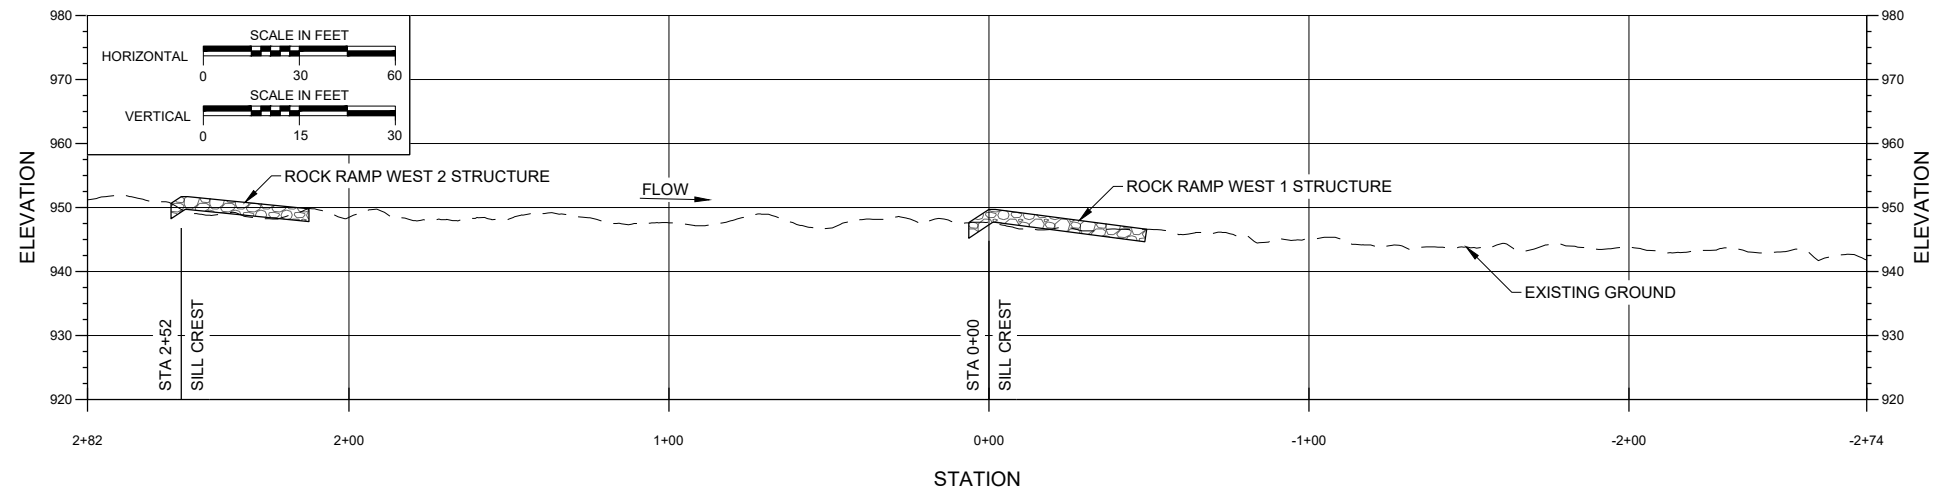 980
970
960
950
940
930
920
ELEVATION
SCALE IN FEET
HORIZONTAL
0 30 60
SCALE IN FEET
VERTICAL
0 15 30
ROCK RAMP WEST 2 STRUCTURE
FLOW
ROCK RAMP WEST 1 STRUCTURE
EXISTING GROUND
STA 2+52
SILL CREST
STA 0+00
SILL CREST
980
970
960
950
940
930
920
ELEVATION
2+82 2+00 1+00 0+00 -1+00 -2+00 -2+74
STATION